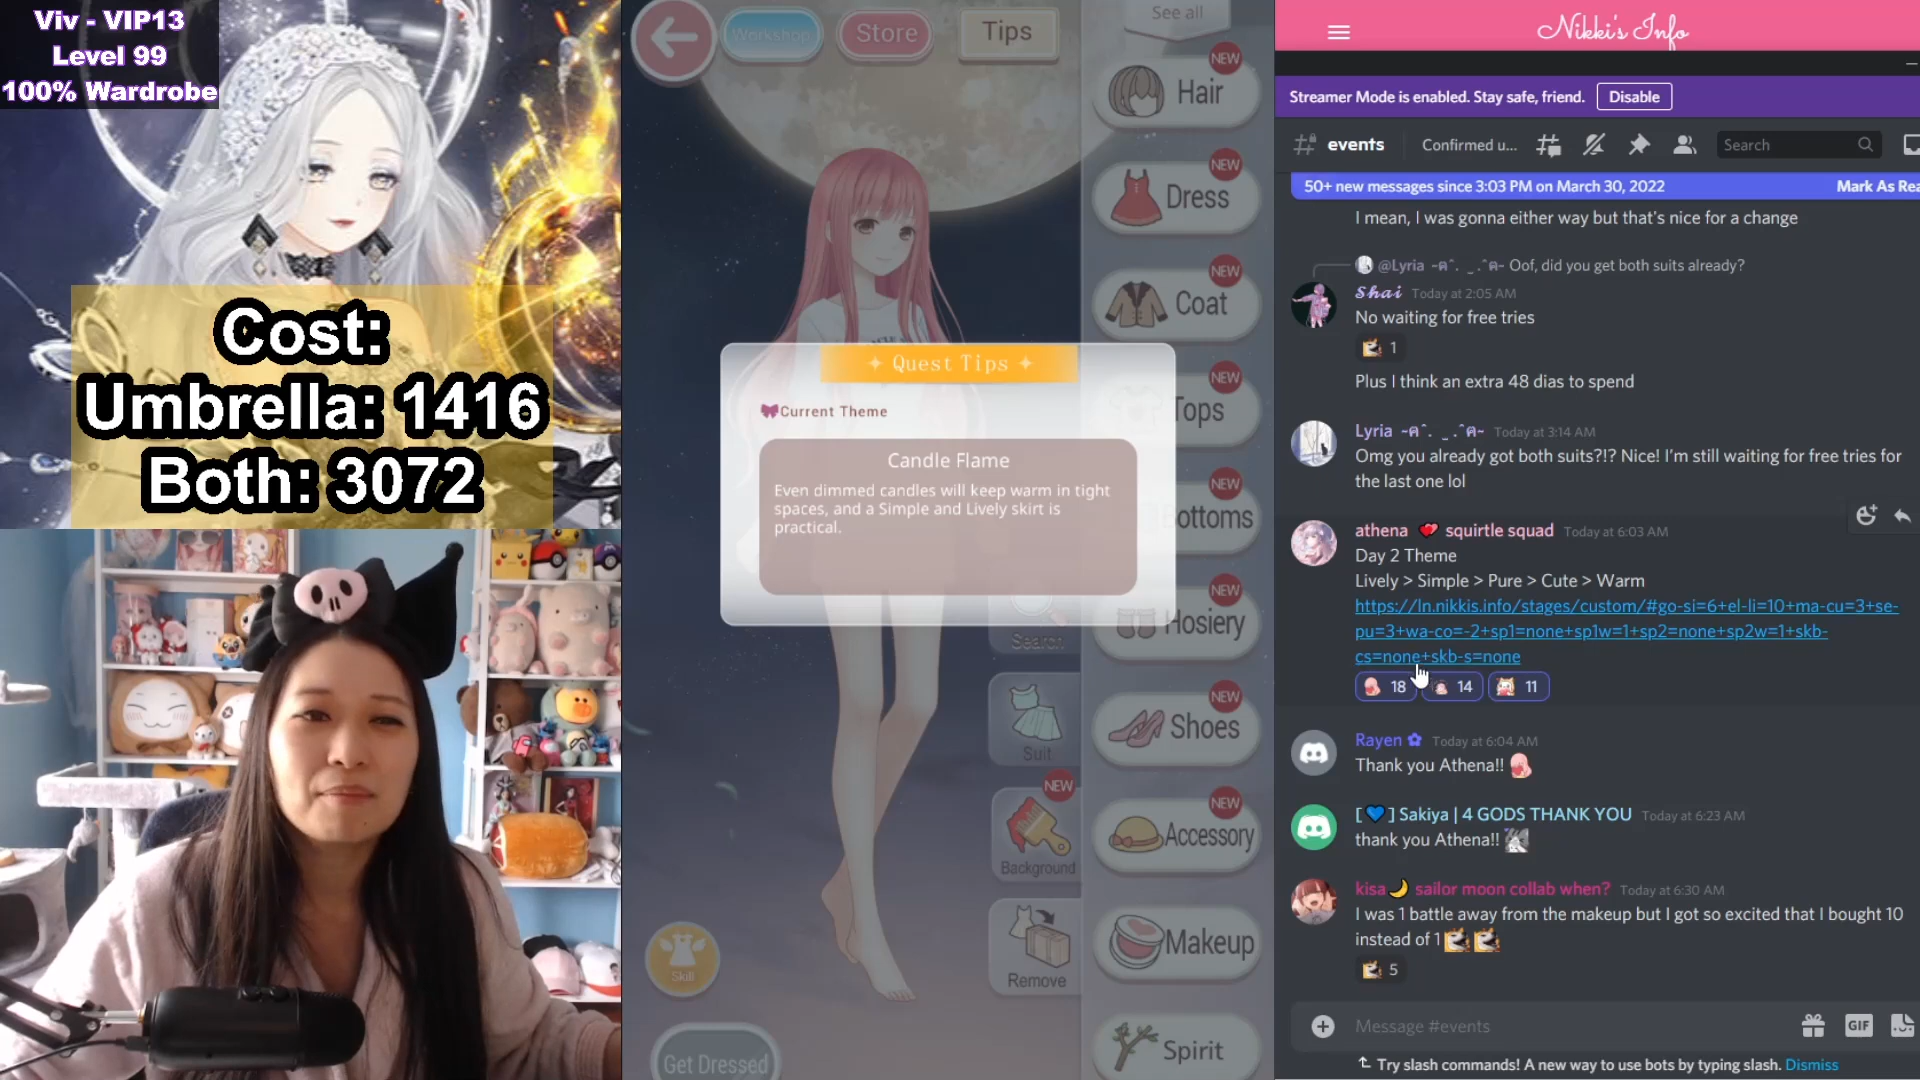 Viv - VIP13
Level 99
100% Wardrobe
Cost:
Umbrella: 1416
Both: 3072
Workshop
Store
Tips
See all
NEW
Hair
NEW
Dress
NEW
Coat
NEW
Tops
NEW
Bottoms
NEW
Hosiery
NEW
Shoes
NEW
Accessory
Makeup
Spirit
Search
Suit
NEW
Background
Remove
Skill
Get Dressed
Quest Tips
Current Theme
Candle Flame
Even dimmed candles will keep warm in tight
spaces, and a Simple and Lively skirt is
practical.
Nikki's Info
Streamer Mode is enabled. Stay safe, friend.
Disable
events
Confirmed u...
Search
50+ new messages since 3:03 PM on March 30, 2022
Mark As Rea
I mean, I was gonna either way but that's nice for a change
@Lyria -ฅ^. ̫ .^ฅ- Oof, did you get both suits already?
Shai Today at 2:05 AM
No waiting for free tries
1
Plus I think an extra 48 dias to spend
Lyria ~ฅ^. ̫ .^ฅ~ Today at 3:14 AM
Omg you already got both suits?!? Nice! I'm still waiting for free tries for
the last one lol
athena 💘 squirtle squad Today at 6:03 AM
Day 2 Theme
Lively > Simple > Pure > Cute > Warm
https://ln.nikkis.info/stages/custom/#go-si=6+el-li=10+ma-cu=3+se-
pu=3+wa-co=-2+sp1=none+sp1w=1+sp2=none+sp2w=1+skb-
cs=none+skb-s=none
18
14
11
Rayen ✿ Today at 6:04 AM
Thank you Athena!!
[ 💙 ] Sakiya | 4 GODS THANK YOU Today at 6:23 AM
thank you Athena!!
kisa🌙 sailor moon collab when? Today at 6:30 AM
I was 1 battle away from the makeup but I got so excited that I bought 10
instead of 1
5
Message #events
GIF
Try slash commands! A new way to use bots by typing slash. Dismiss